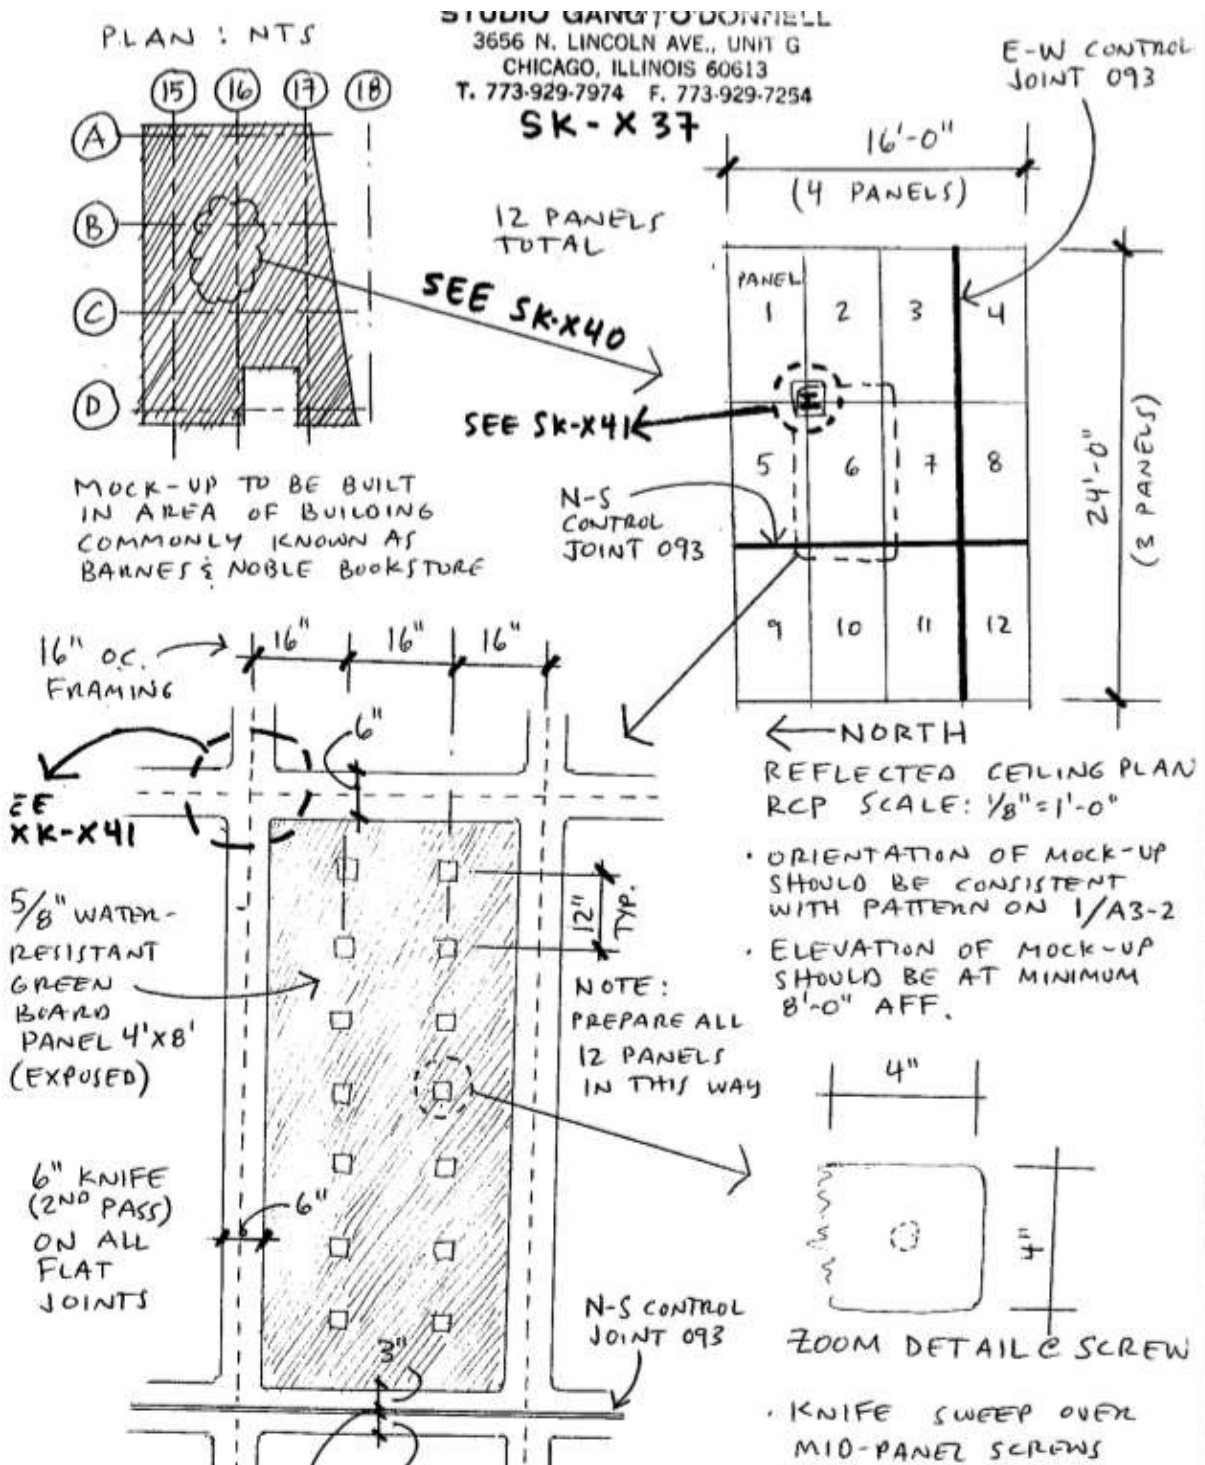 PLAN: NTS
STUDIO GANG/O'DONNELL
3656 N. LINCOLN AVE., UNIT G
CHICAGO, ILLINOIS 60613
T. 773-929-7974 F. 773-929-7254
SK-X37
15 16 17 18
A
B
C
D
12 PANELS
TOTAL
SEE SK-X40
MOCK-UP TO BE BUILT
IN AREA OF BUILDING
COMMONLY KNOWN AS
BARNES & NOBLE BOOKSTORE
E-W CONTROL
JOINT 093
16'-0"
(4 PANELS)
PANEL
1 2 3 4
5 6 7 8
9 10 11 12
24'-0"
(3 PANELS)
SEE SK-X41
N-S
CONTROL
JOINT 093
←NORTH
REFLECTED CEILING PLAN
RCP SCALE: 1/8"=1'-0"
· ORIENTATION OF MOCK-UP
SHOULD BE CONSISTENT
WITH PATTERN ON 1/A3-2
· ELEVATION OF MOCK-UP
SHOULD BE AT MINIMUM
8'-0" AFF.
16" O.C.
FRAMING
16" 16" 16"
6"
EE
XK-X41
5/8" WATER-
RESISTANT
GREEN
BOARD
PANEL 4'X8'
(EXPOSED)
12"
TYP.
NOTE:
PREPARE ALL
12 PANELS
IN THIS WAY
6" KNIFE
(2ND PASS)
ON ALL
FLAT
JOINTS
6"
3"
N-S CONTROL
JOINT 093
4"
4"
ZOOM DETAIL @ SCREW
· KNIFE SWEEP OVER
MID-PANEL SCREWS